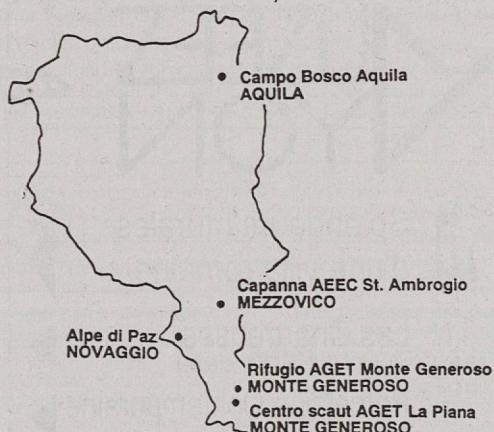 Campo Bosco Aquila
AQUILA
Capanna AEEC St. Ambrogio
MEZZOVICO
Alpe di Paz
NOVAGGIO
Rifugio AGET Monte Generoso
MONTE GENEROSO
Centro scaut AGET La Piana
MONTE GENEROSO